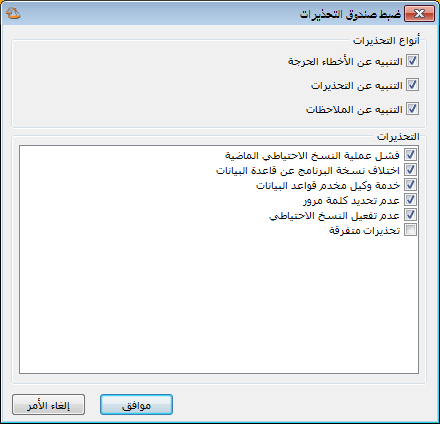 ضبط صندوق التحذيرات
أنواع التحذيرات
التنبيه عن الأخطاء الحرجة
التنبيه عن التحذيرات
التنبيه عن الملاحظات
التحذيرات
فشل عملية النسخ الاحتياطي الماضية
اختلاف نسخة البرنامج عن قاعدة البيانات
خدمة وكيل مخدم قواعد البيانات
عدم تحديد كلمة مرور
عدم تفعيل النسخ الاحتياطي
تحذيرات متفرقة
موافق
إلغاء الأمر